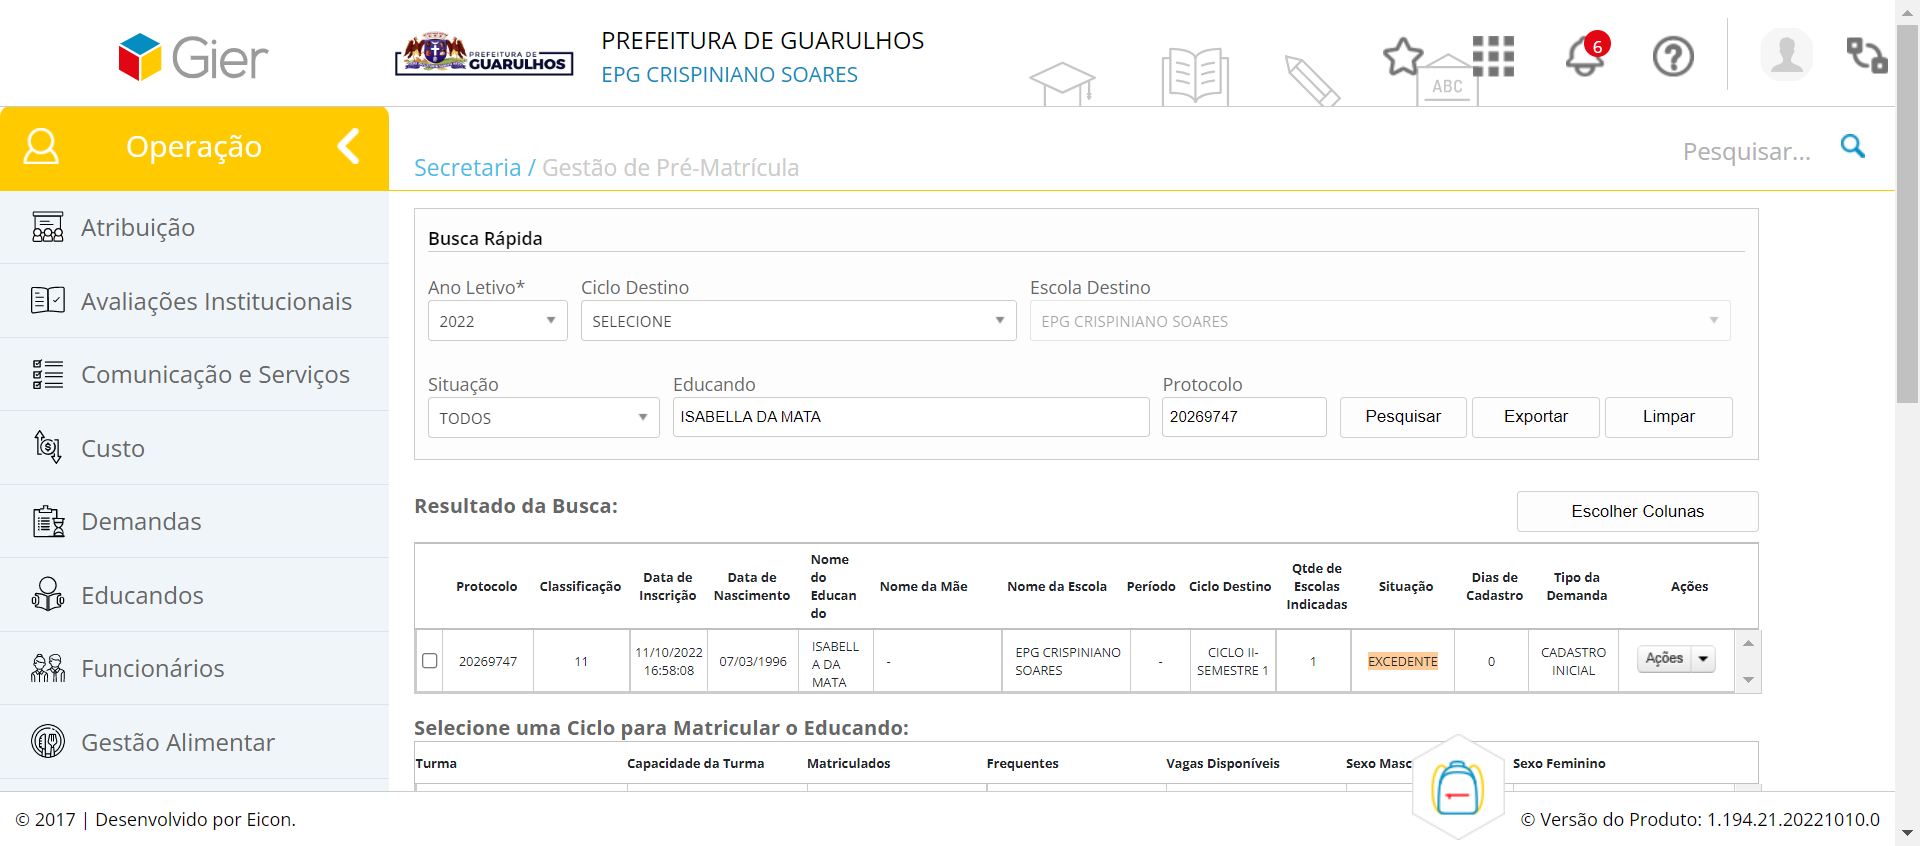 Gier
PREFEITURA DE
GUARULHOS
PREFEITURA DE GUARULHOS
EPG CRISPINIANO SOARES
ABC
6
Operação
Secretaria / Gestão de Pré-Matrícula
Pesquisar...
Atribuição
Avaliações Institucionais
Comunicação e Serviços
Custo
Demandas
Educandos
Funcionários
Gestão Alimentar
Busca Rápida
Ano Letivo* Ciclo Destino Escola Destino
2022 SELECIONE EPG CRISPINIANO SOARES
Situação Educando Protocolo
TODOS ISABELLA DA MATA 20269747 Pesquisar Exportar Limpar
Resultado da Busca:
Escolher Colunas
Protocolo
Classificação
Data de
Inscrição
Data de
Nascimento
Nome
do
Educan
do
Nome da Mãe
Nome da Escola
Período
Ciclo Destino
Qtde de
Escolas
Indicadas
Situação
Dias de
Cadastro
Tipo da
Demanda
Ações
20269747
11
11/10/2022
16:58:08
07/03/1996
ISABELL
A DA
MATA
-
EPG CRISPINIANO
SOARES
-
CICLO II-
SEMESTRE 1
1
EXCEDENTE
0
CADASTRO
INICIAL
Ações
Selecione uma Ciclo para Matricular o Educando:
Turma Capacidade da Turma Matriculados Frequentes Vagas Disponíveis Sexo Masc Sexo Feminino
© 2017 | Desenvolvido por Eicon.
© Versão do Produto: 1.194.21.20221010.0